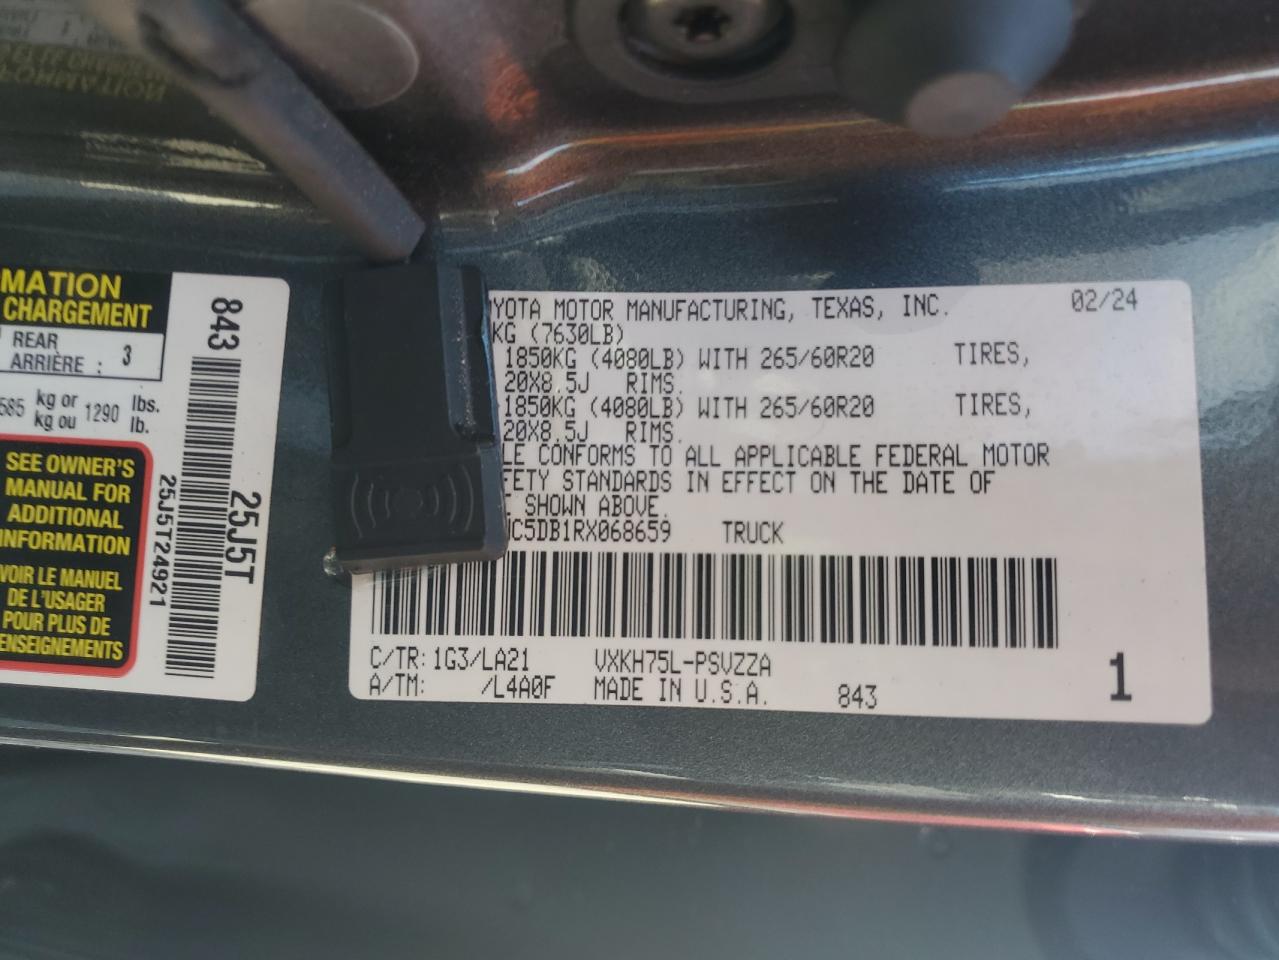 MATION
CHARGEMENT
REAR
ARRIÈRE : 3
585 kg or 1290 lbs.
kg ou lb.
SEE OWNER'S
MANUAL FOR
ADDITIONAL
INFORMATION
VOIR LE MANUEL
DE L'USAGER
POUR PLUS DE
ENSEIGNEMENTS
843
25J5T
25J5T24921
OYOTA MOTOR MANUFACTURING, TEXAS, INC. 02/24
KG (7630LB)
1850KG (4080LB) WITH 265/60R20 TIRES,
20X8.5J RIMS.
1850KG (4080LB) WITH 265/60R20 TIRES,
20X8.5J RIMS.
LE CONFORMS TO ALL APPLICABLE FEDERAL MOTOR
FETY STANDARDS IN EFFECT ON THE DATE OF
E SHOWN ABOVE.
C5DB1RX068659 TRUCK
C/TR: 1G3/LA21 VXKH75L-PSVZZA
A/TM: /L4A0F MADE IN U.S.A. 843
1